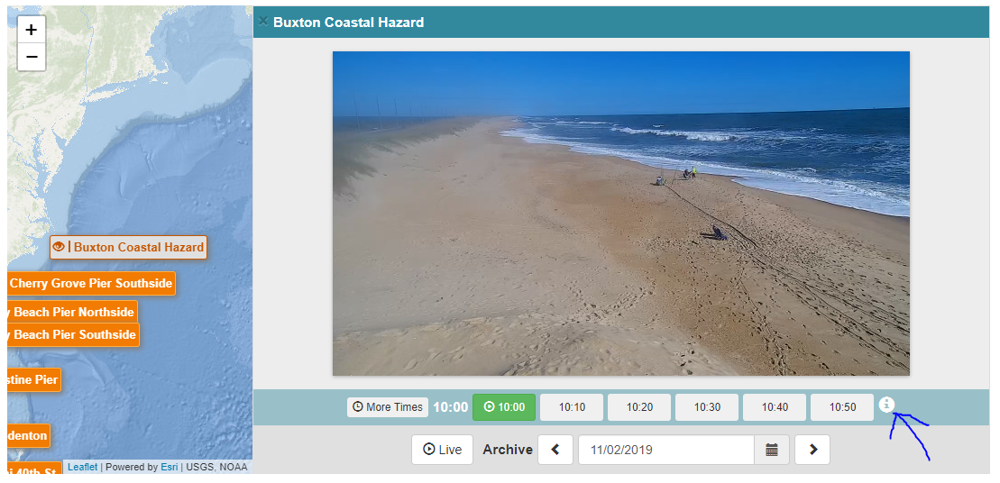 +
−
× Buxton Coastal Hazard
| Buxton Coastal Hazard
Cherry Grove Pier Southside
y Beach Pier Northside
y Beach Pier Southside
stine Pier
denton
Leaflet | Powered by Esri | USGS, NOAA
More Times 10:00 10:00 10:10 10:20 10:30 10:40 10:50 i
Live Archive 11/02/2019